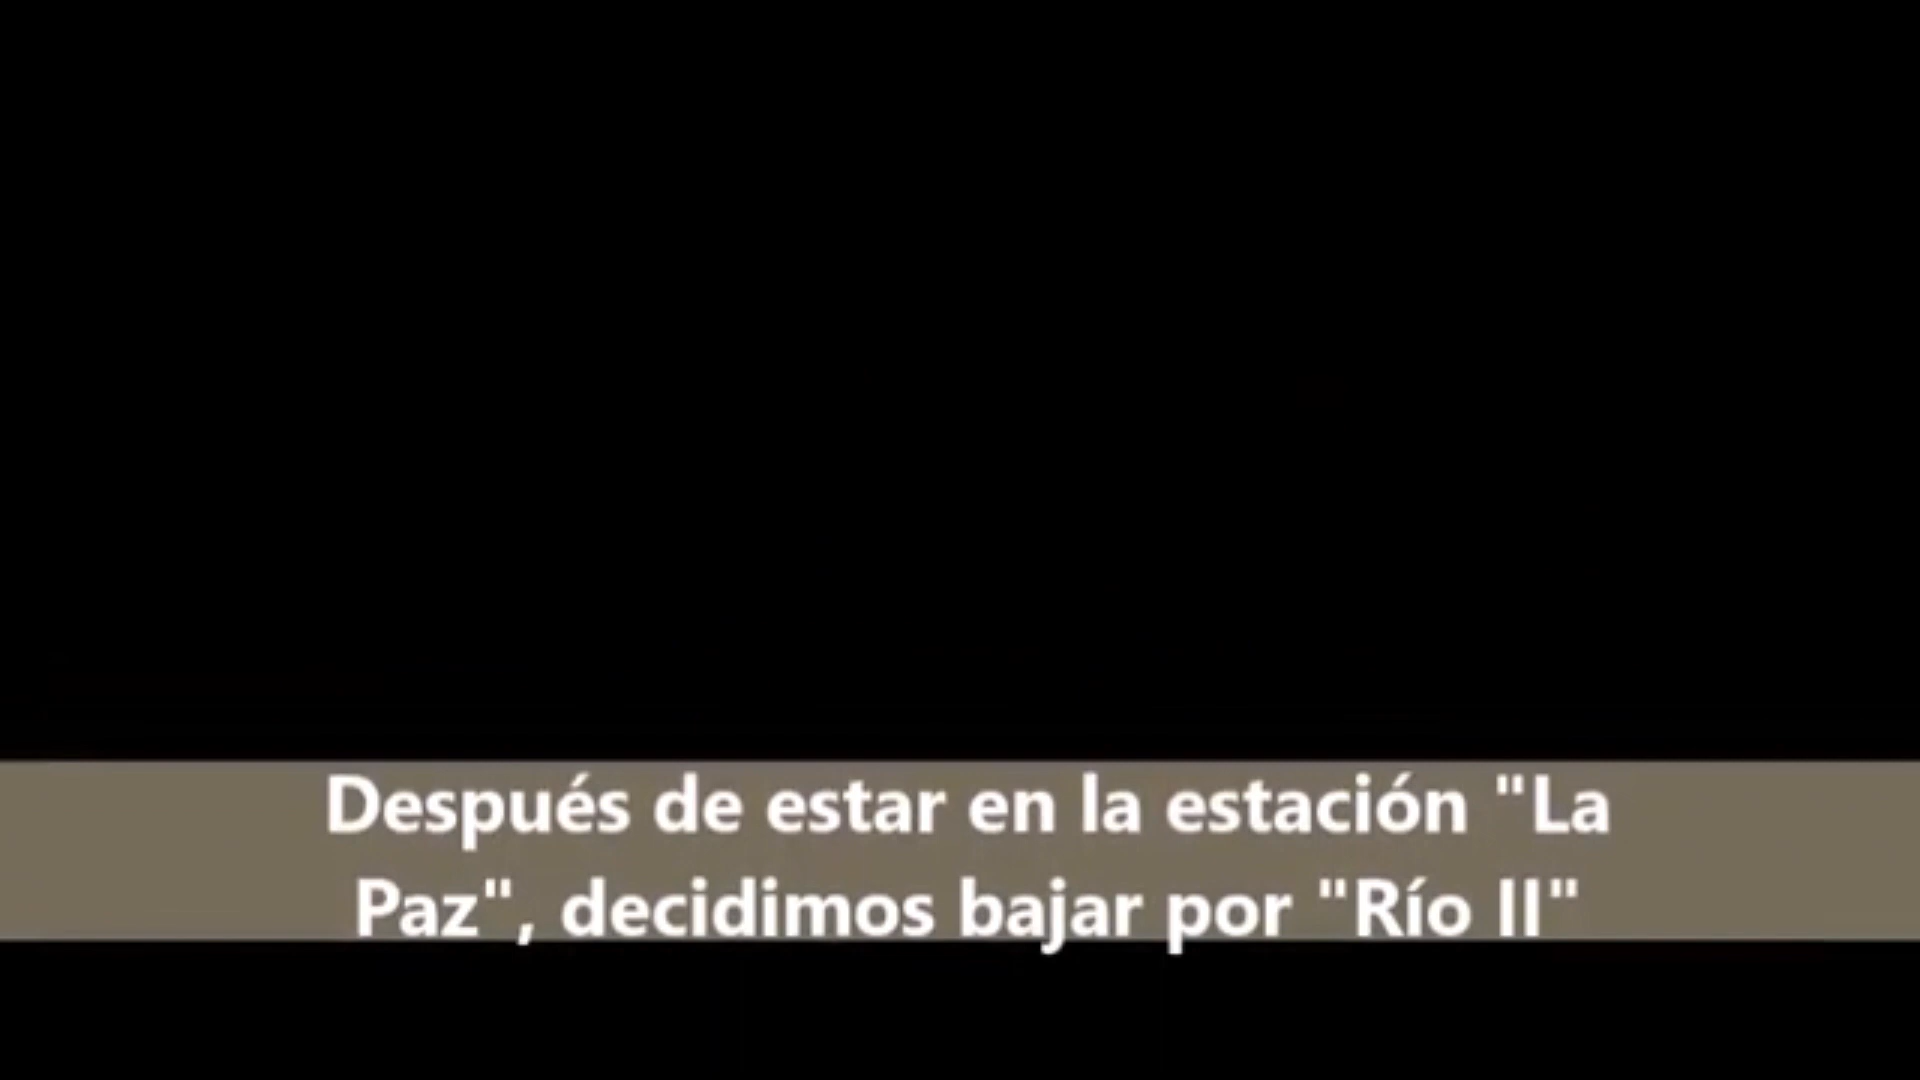 Después de estar en la estación "La
Paz", decidimos bajar por "Río II"